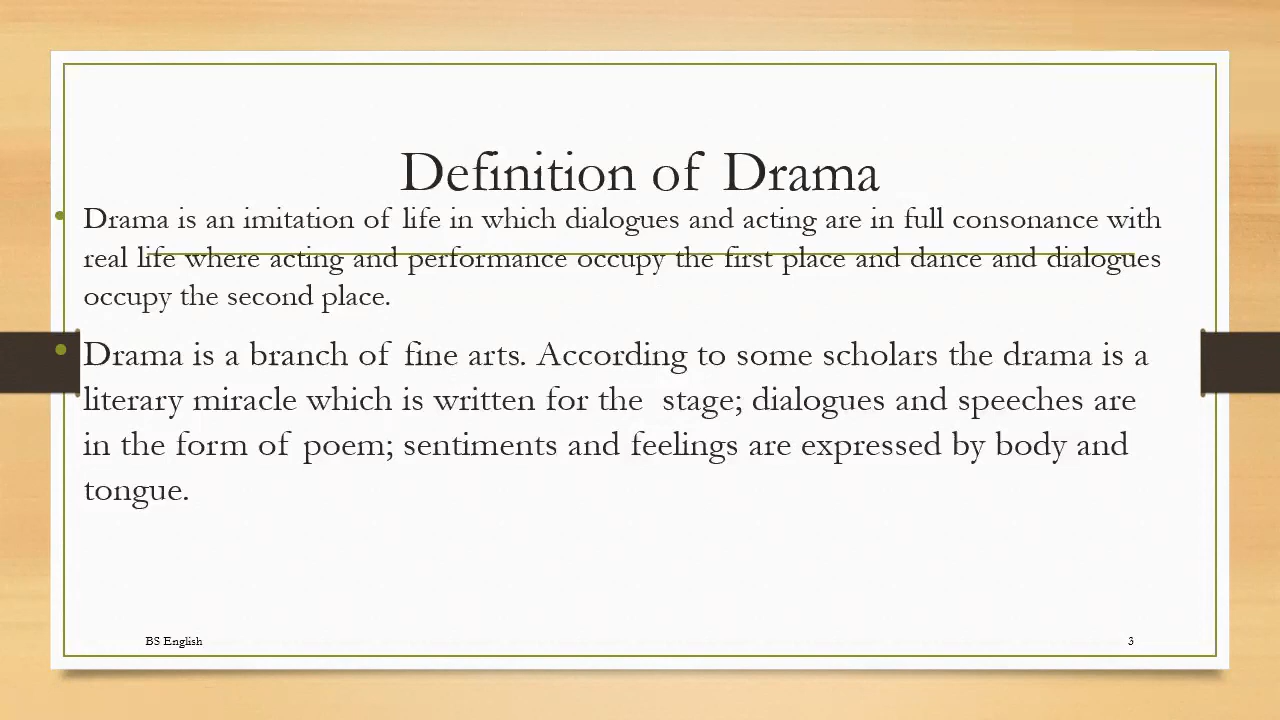 Definition of Drama
Drama is an imitation of life in which dialogues and acting are in full consonance with
real life where acting and performance occupy the first place and dance and dialogues
occupy the second place.
Drama is a branch of fine arts. According to some scholars the drama is a
literary miracle which is written for the stage; dialogues and speeches are
in the form of poem; sentiments and feelings are expressed by body and
tongue.
BS English
3